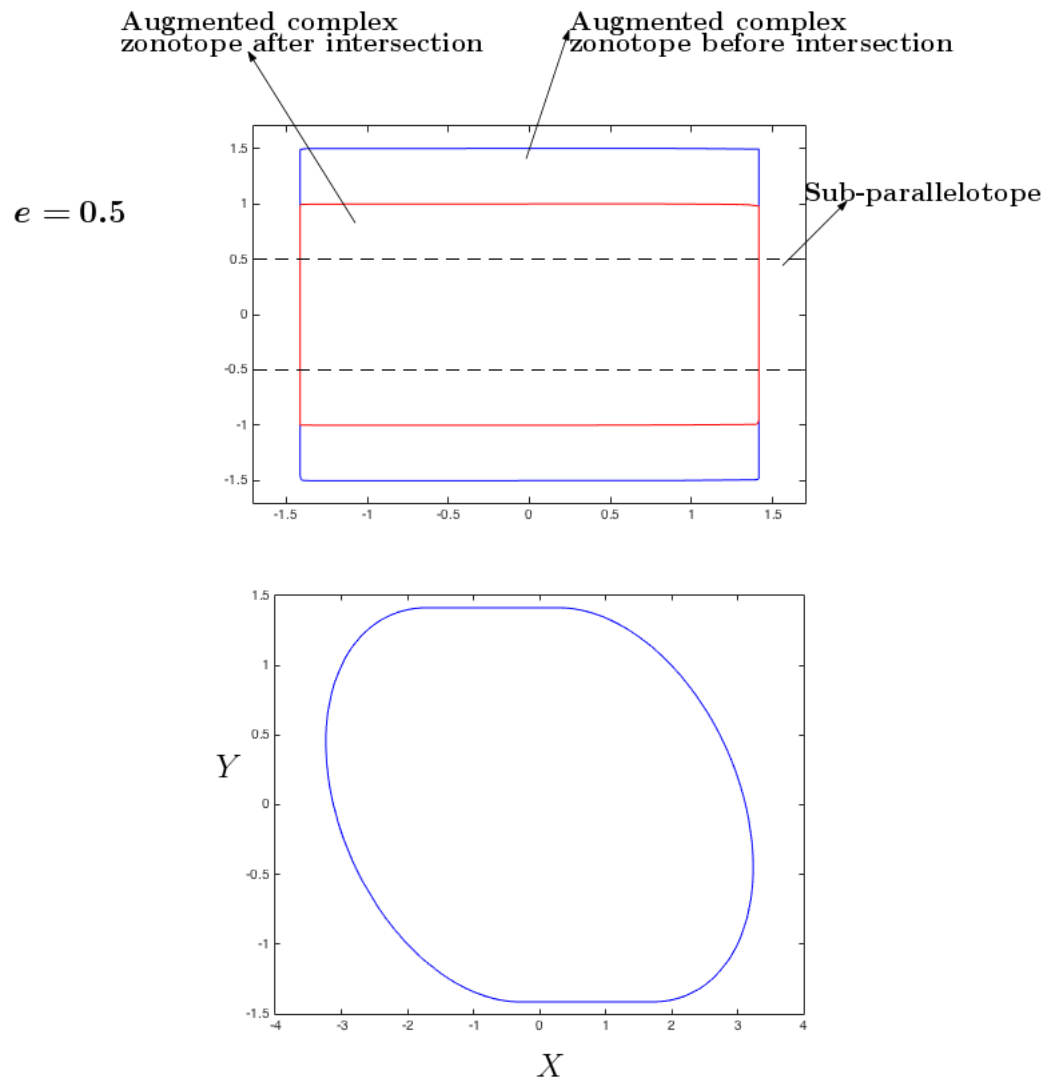 Augmented complex
zonotope after intersection
Augmented complex
zonotope before intersection
e = 0.5
Sub-parallelotope
1.5
1
0.5
0
-0.5
-1
-1.5
-1.5 -1 -0.5 0 0.5 1 1.5
1.5
1
0.5
0
-0.5
-1
-1.5
Y
-4 -3 -2 -1 0 1 2 3 4
X